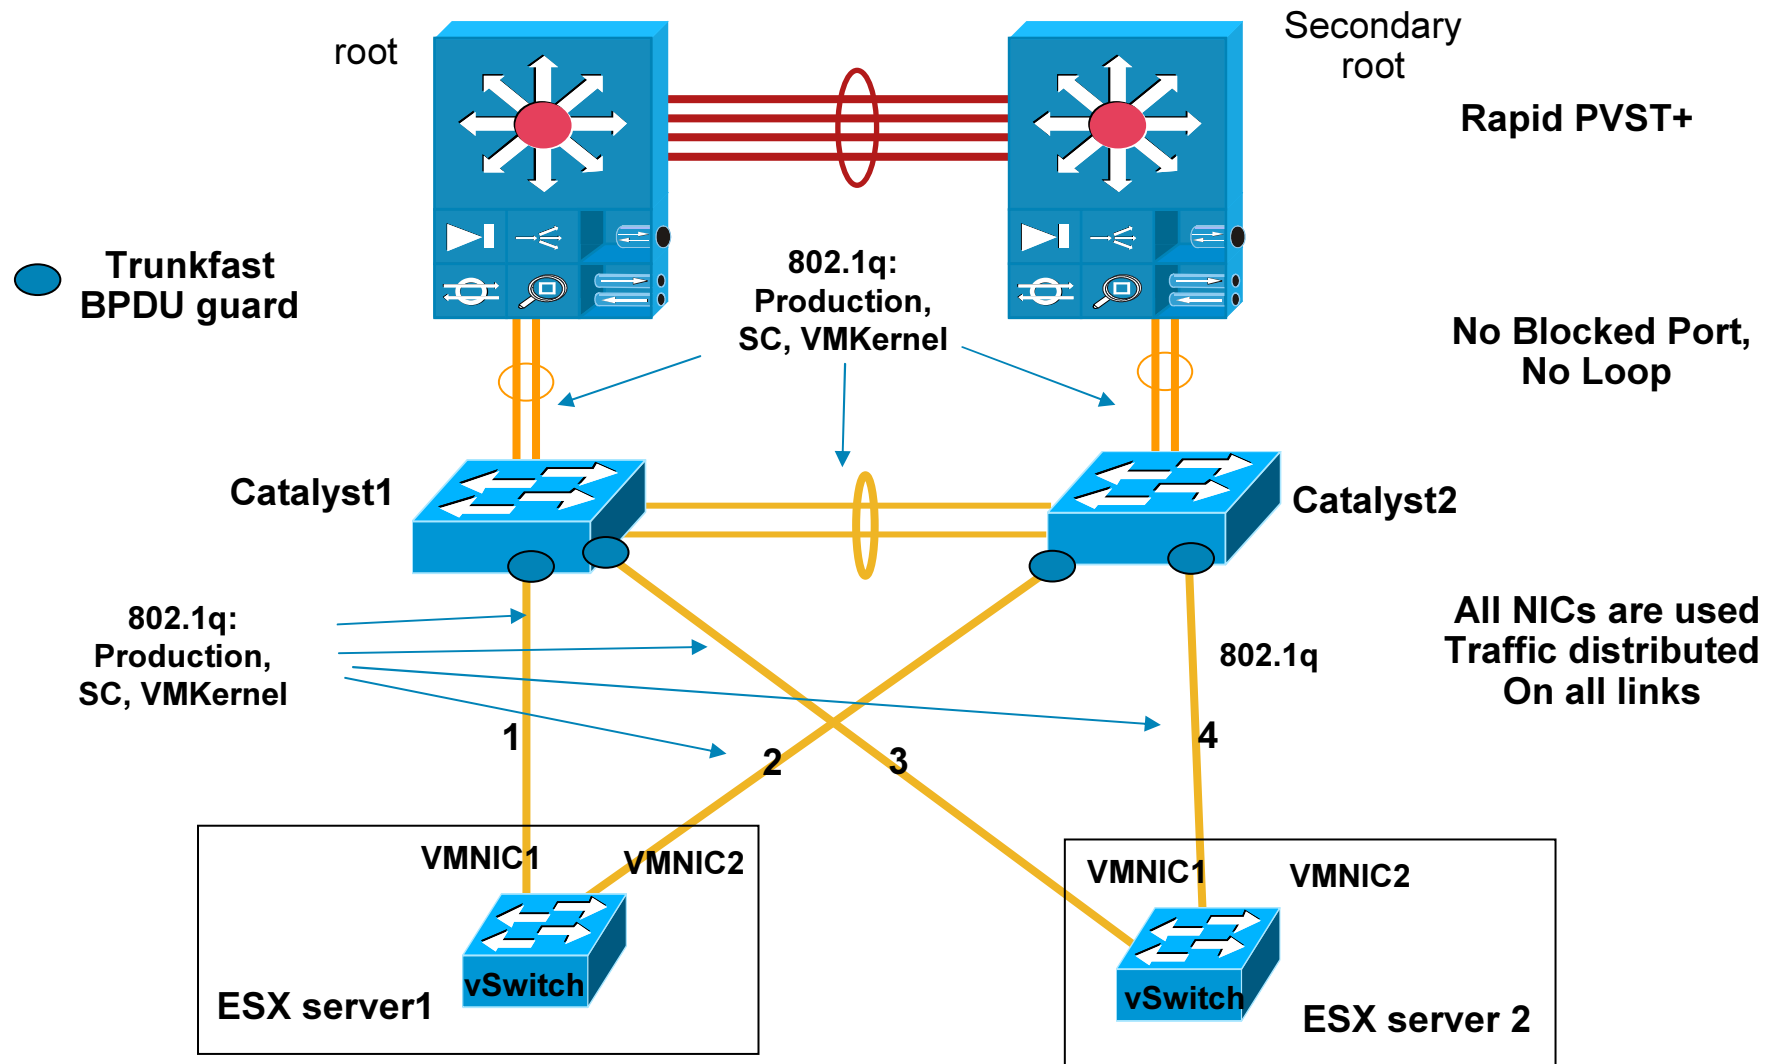 root
Secondary
root
Rapid PVST+
Trunkfast
BPDU guard
802.1q:
Production,
SC, VMKernel
No Blocked Port,
No Loop
Catalyst1
Catalyst2
802.1q:
Production,
SC, VMKernel
802.1q
All NICs are used
Traffic distributed
On all links
1
2
3
4
VMNIC1
VMNIC2
VMNIC1
VMNIC2
vSwitch
ESX server1
vSwitch
ESX server 2